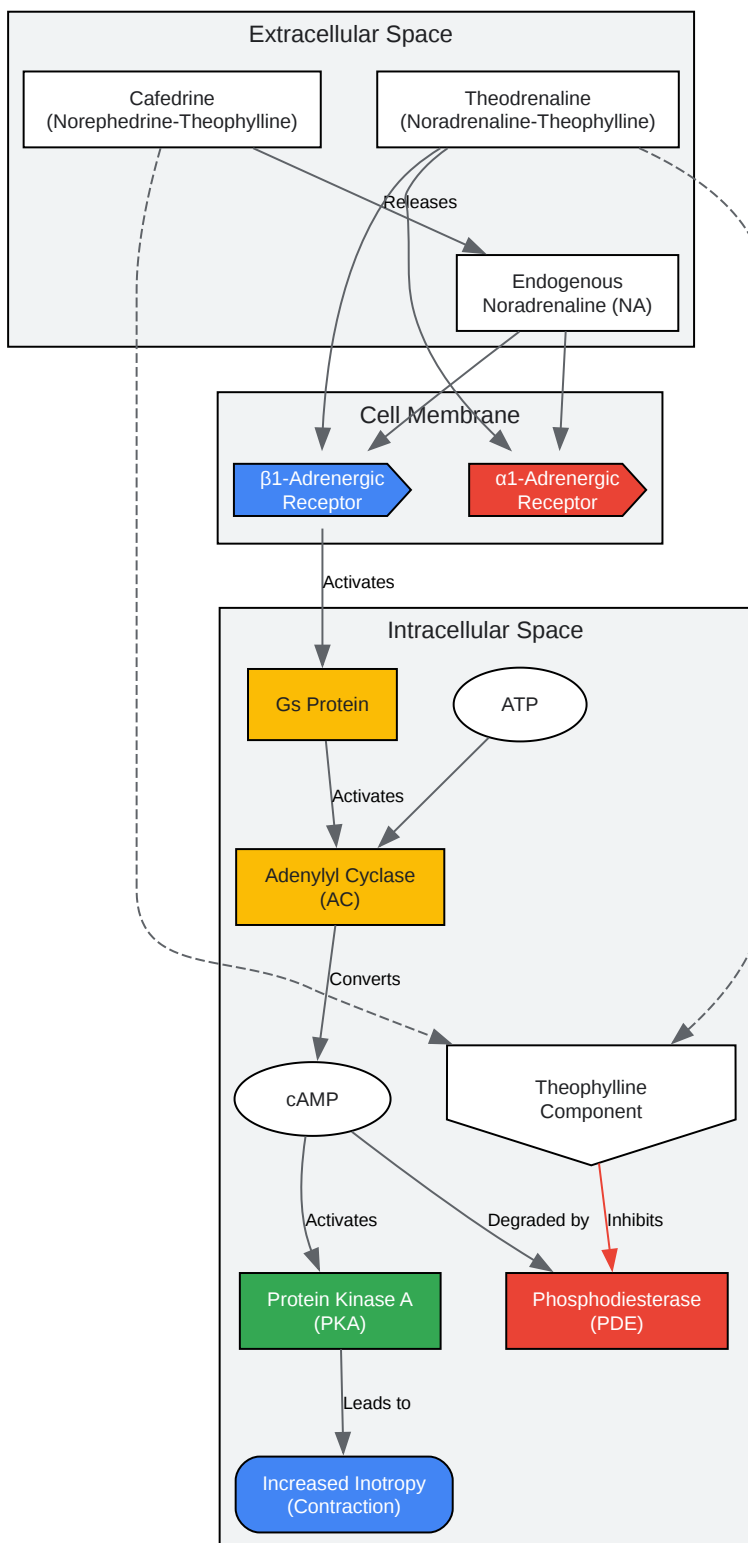 Extracellular Space
Cafedrine
(Norephedrine-Theophylline)
Theodrenaline
(Noradrenaline-Theophylline)
Releases
Endogenous
Noradrenaline (NA)
Cell Membrane
β1-Adrenergic
Receptor
α1-Adrenergic
Receptor
Activates
Intracellular Space
Gs Protein
ATP
Activates
Adenylyl Cyclase
(AC)
Converts
cAMP
Theophylline
Component
Activates
Degraded by
Inhibits
Protein Kinase A
(PKA)
Phosphodiesterase
(PDE)
Leads to
Increased Inotropy
(Contraction)